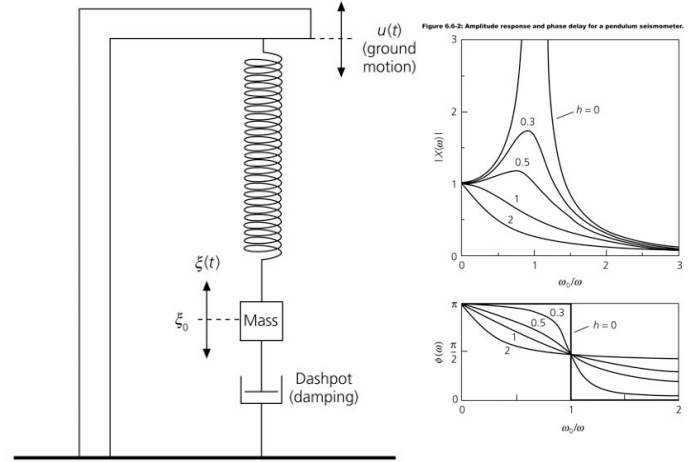 u(t)
(ground
motion)
ξ(t)
ξ₀
Mass
Dashpot
(damping)
Figure 6.6-2: Amplitude response and phase delay for a pendulum seismometer.
3
2
1
0
|X(ω)|
h = 0
0.3
0.5
1
2
0 1 2 3
ω₀/ω
π
π/2
0
ϕ(ω)
0.3
0.5
1
2
h = 0
0 1 2
ω₀/ω